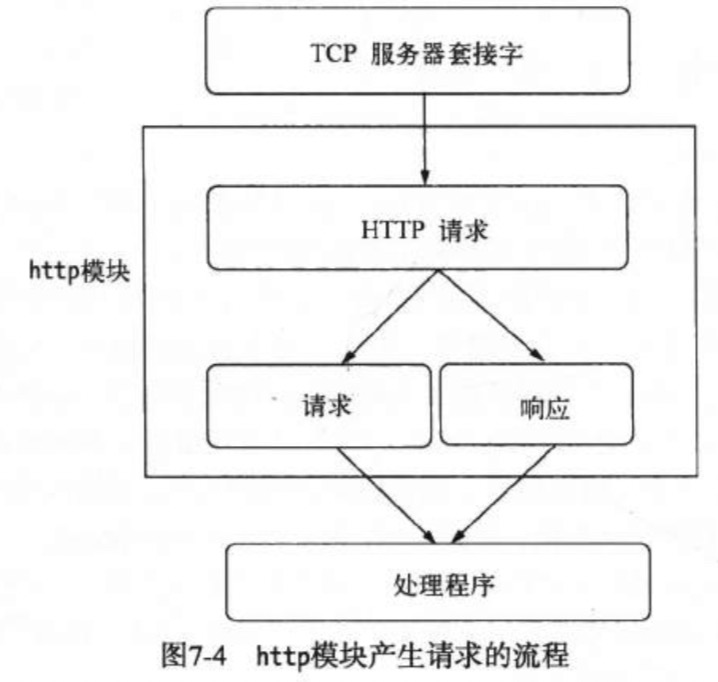 TCP 服务器套接字
HTTP 请求
http模块
请求
响应
处理程序
图7-4 http模块产生请求的流程